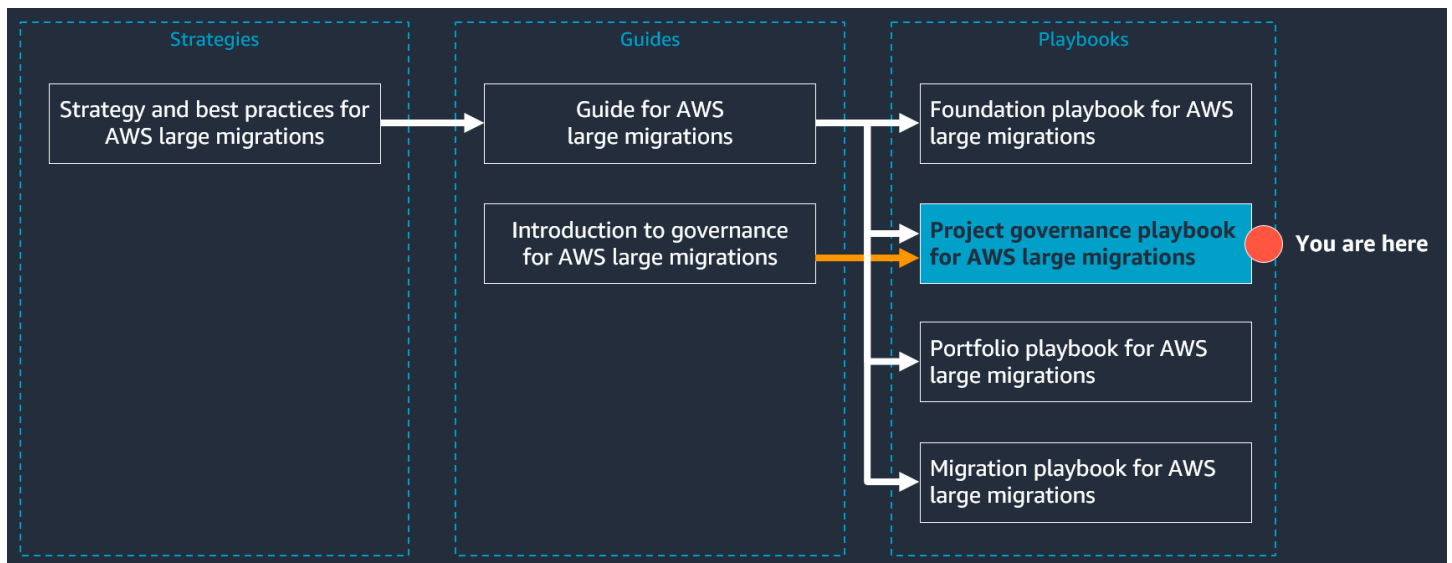 Strategies
Guides
Playbooks
Strategy and best practices for
AWS large migrations
Guide for AWS
large migrations
Foundation playbook for AWS
large migrations
Introduction to governance
for AWS large migrations
Project governance playbook
for AWS large migrations
You are here
Portfolio playbook for AWS
large migrations
Migration playbook for AWS
large migrations